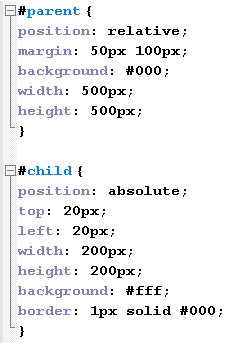 #parent {
position: relative;
margin: 50px 100px;
background: #000;
width: 500px;
height: 500px;
}

#child {
position: absolute;
top: 20px;
left: 20px;
width: 200px;
height: 200px;
background: #fff;
border: 1px solid #000;
}